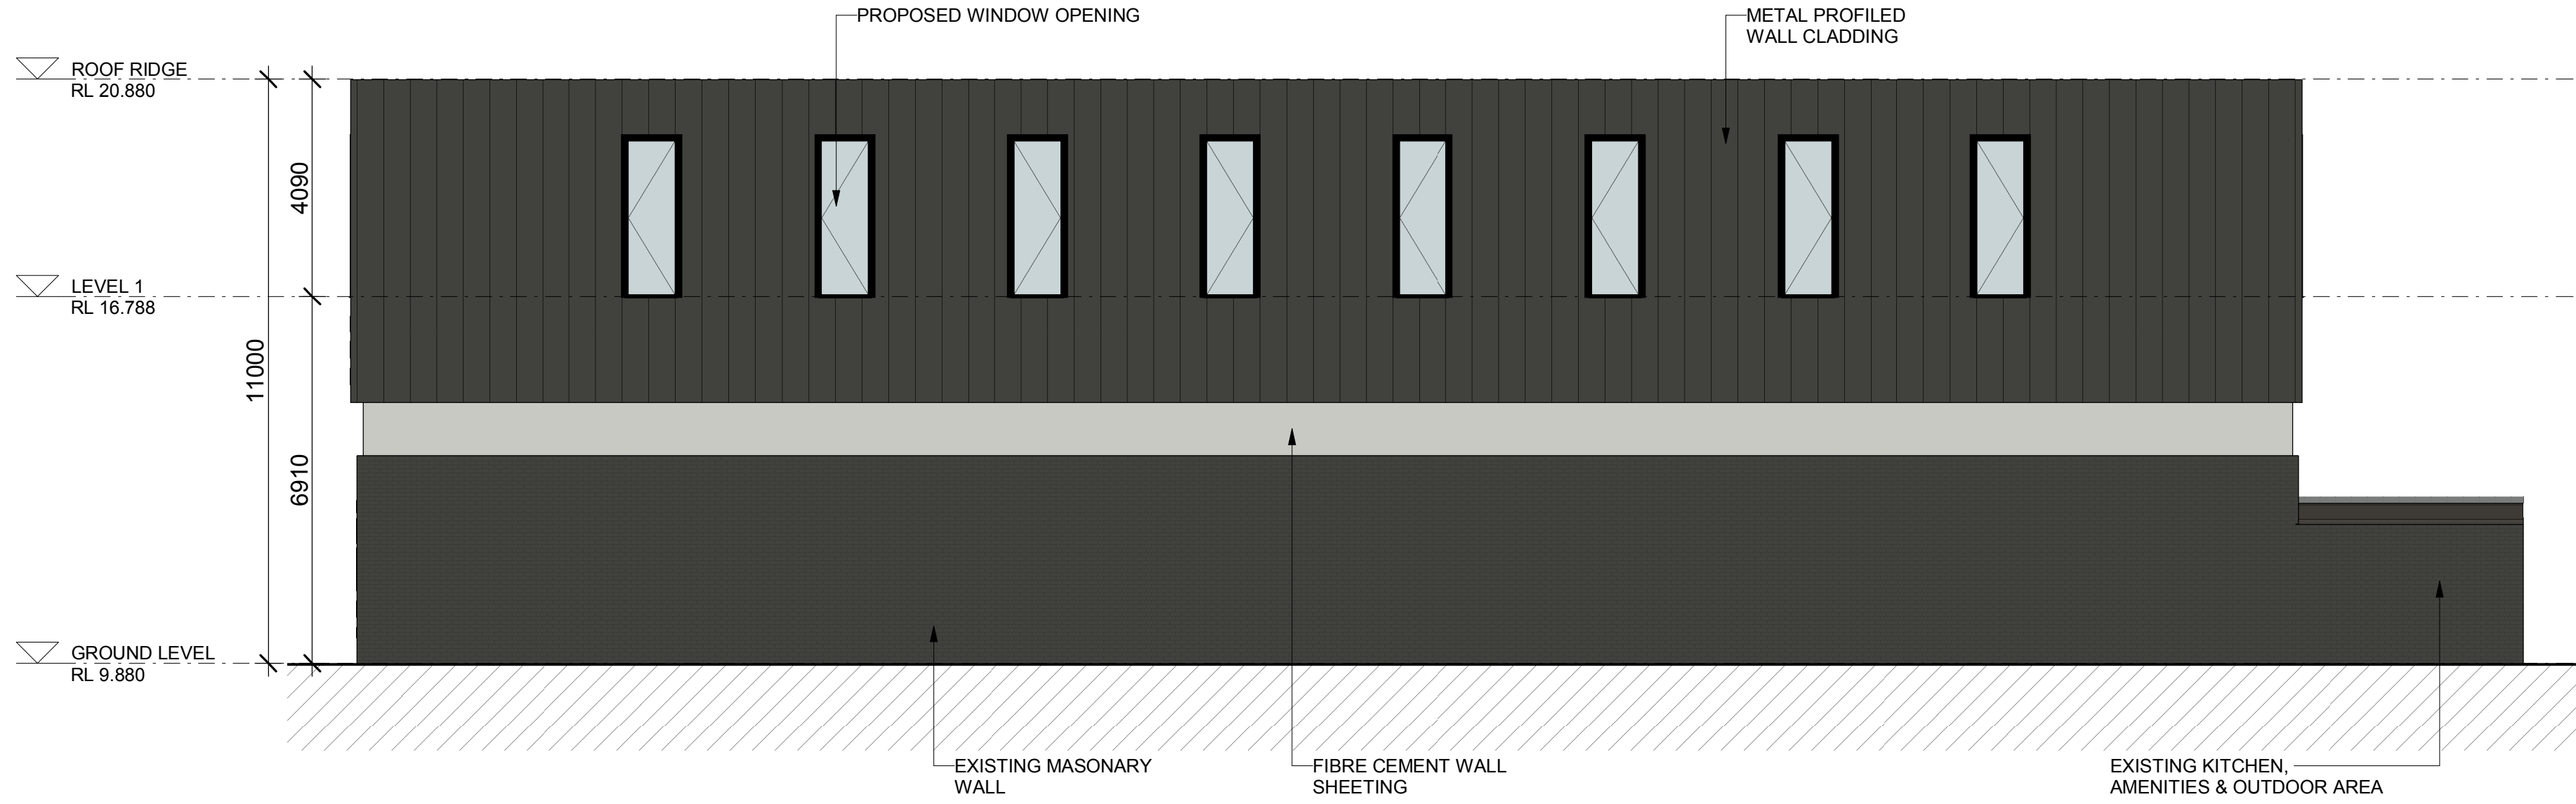 PROPOSED WINDOW OPENING
METAL PROFILED
WALL CLADDING
ROOF RIDGE
RL 20.880
4090
LEVEL 1
RL 16.788
11000
6910
GROUND LEVEL
RL 9.880
EXISTING MASONARY
WALL
FIBRE CEMENT WALL
SHEETING
EXISTING KITCHEN,
AMENITIES & OUTDOOR AREA